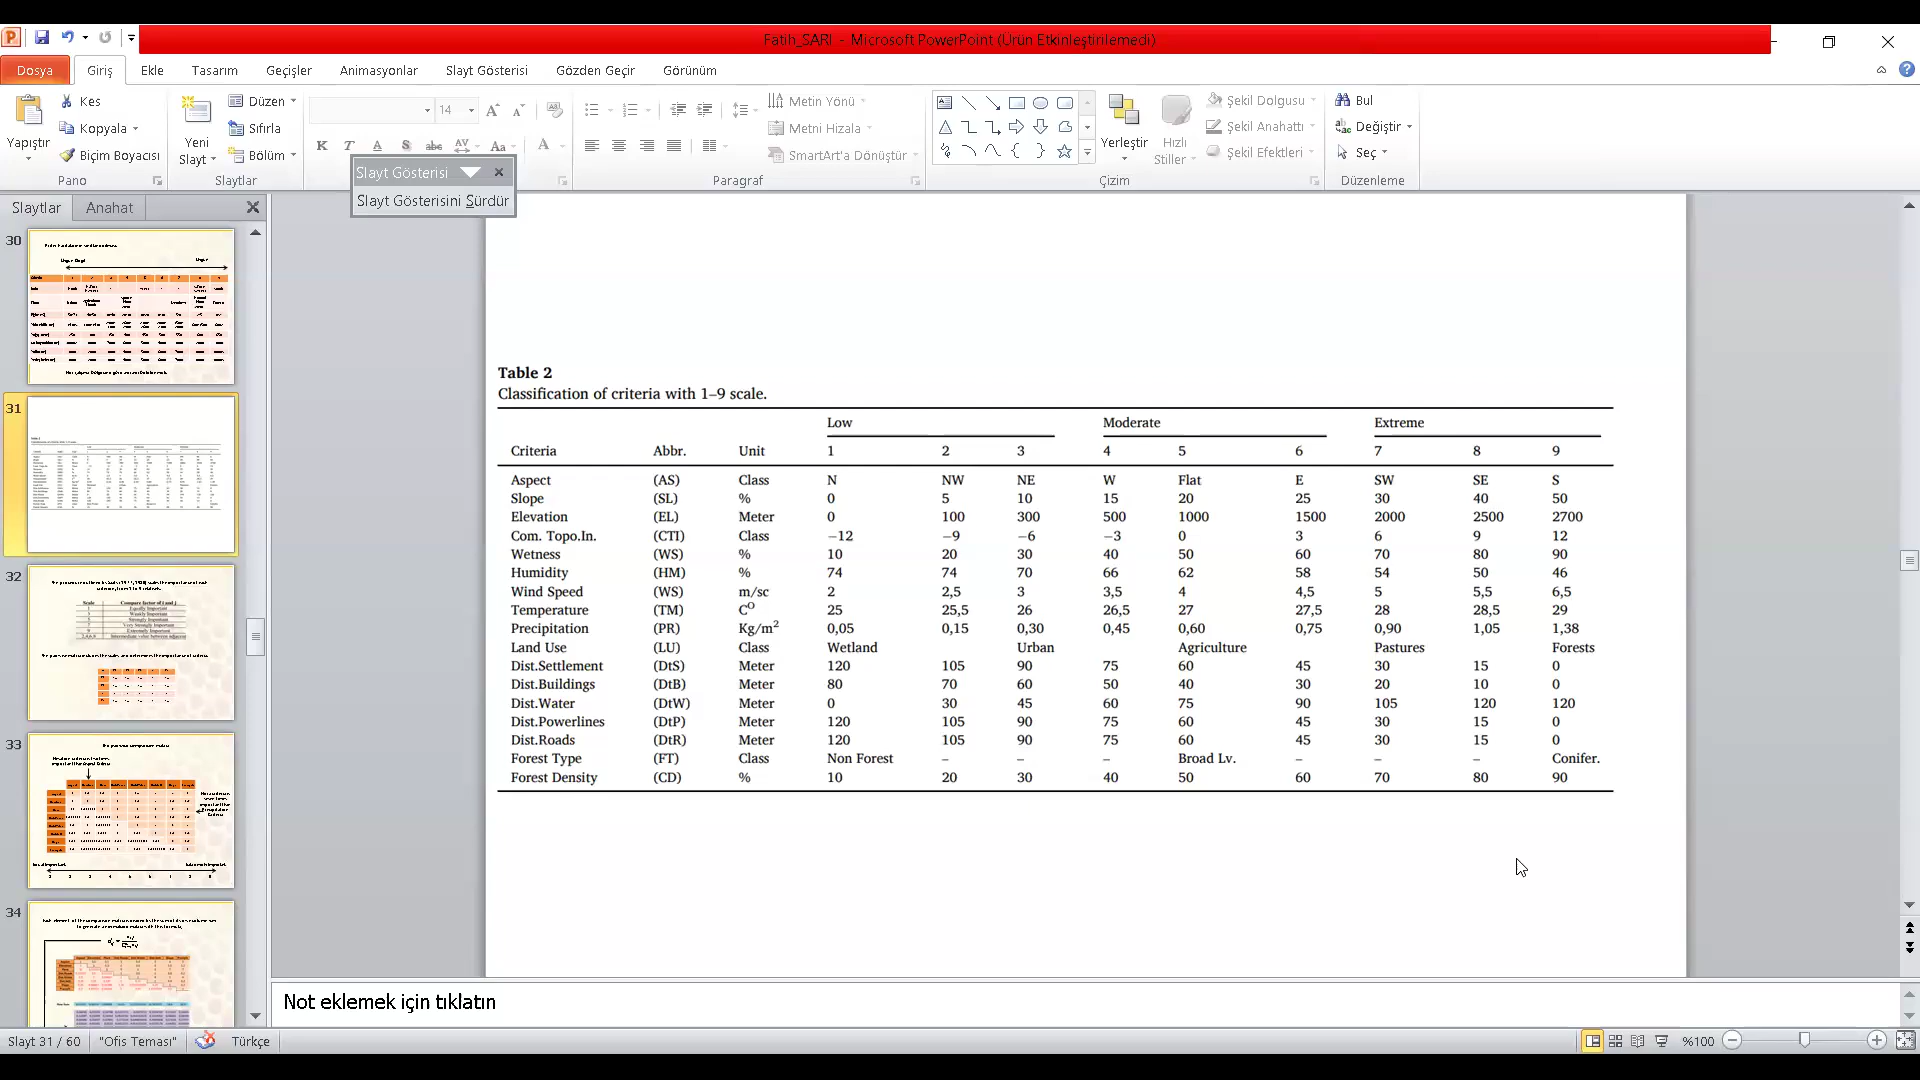 Fatih_SARI - Microsoft PowerPoint (Ürün Etkinleştirilemedi)
Dosya Giriş Ekle Tasarım Geçişler Animasyonlar Slayt Gösterisi Gözden Geçir Görünüm
Yapıştır Kes Kopyala Biçim Boyacısı Pano
Yeni Slayt Düzen Sıfırla Bölüm Slaytlar
14
K T A S abc AV Aa A
Metin Yönü Metni Hizala SmartArt'a Dönüştür Paragraf
Yerleştir Hızlı Stiller Şekil Dolgusu Şekil Anahattı Şekil Efektleri Çizim
Bul Değiştir Seç Düzenleme
Slayt Gösterisi
Slayt Gösterisini Sürdür
Slaytlar Anahat
30
31
32
33
34
Table 2
Classification of criteria with 1–9 scale.
Low Moderate Extreme
Criteria Abbr. Unit 1 2 3 4 5 6 7 8 9
Aspect (AS) Class N NW NE W Flat E SW SE S
Slope (SL) % 0 5 10 15 20 25 30 40 50
Elevation (EL) Meter 0 100 300 500 1000 1500 2000 2500 2700
Com. Topo.In. (CTI) Class −12 −9 −6 −3 0 3 6 9 12
Wetness (WS) % 10 20 30 40 50 60 70 80 90
Humidity (HM) % 74 74 70 66 62 58 54 50 46
Wind Speed (WS) m/sc 2 2,5 3 3,5 4 4,5 5 5,5 6,5
Temperature (TM) C^O 25 25,5 26 26,5 27 27,5 28 28,5 29
Precipitation (PR) Kg/m² 0,05 0,15 0,30 0,45 0,60 0,75 0,90 1,05 1,38
Land Use (LU) Class Wetland Urban Agriculture Pastures Forests
Dist.Settlement (DtS) Meter 120 105 90 75 60 45 30 15 0
Dist.Buildings (DtB) Meter 80 70 60 50 40 30 20 10 0
Dist.Water (DtW) Meter 0 30 45 60 75 90 105 120 120
Dist.Powerlines (DtP) Meter 120 105 90 75 60 45 30 15 0
Dist.Roads (DtR) Meter 120 105 90 75 60 45 30 15 0
Forest Type (FT) Class Non Forest – – – Broad Lv. – – – Conifer.
Forest Density (CD) % 10 20 30 40 50 60 70 80 90
Not eklemek için tıklatın
Slayt 31 / 60 "Ofis Teması" Türkçe %100